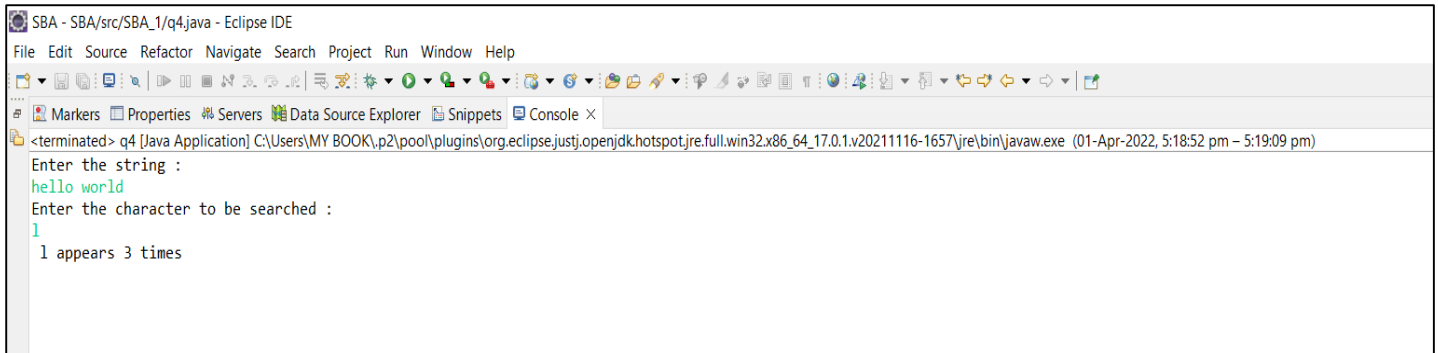 SBA - SBA/src/SBA_1/q4.java - Eclipse IDE
File Edit Source Refactor Navigate Search Project Run Window Help
Markers Properties Servers Data Source Explorer Snippets Console
<terminated> q4 [Java Application] C:\Users\MY BOOK\.p2\pool\plugins\org.eclipse.justj.openjdk.hotspot.jre.full.win32.x86_64_17.0.1.v20211116-1657\jre\bin\javaw.exe (01-Apr-2022, 5:18:52 pm – 5:19:09 pm)
Enter the string :
hello world
Enter the character to be searched :
l
 l appears 3 times